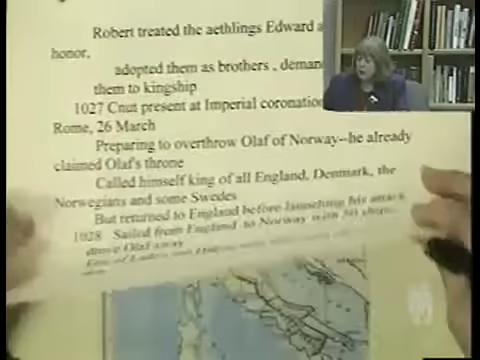 Robert treated the aethlings Edward a
honor,
adopted them as brothers , deman
them to kingship
1027 Cnut present at Imperial coronatio
Rome, 26 March
Preparing to overthrow Olaf of Norway--he already
claimed Olaf's throne
Called himself king of all England, Denmark, the
Norwegians and some Swedes
But returned to England before launching his attack
1028 Sailed from England to Norway with 50 ships,
drove Olaf away